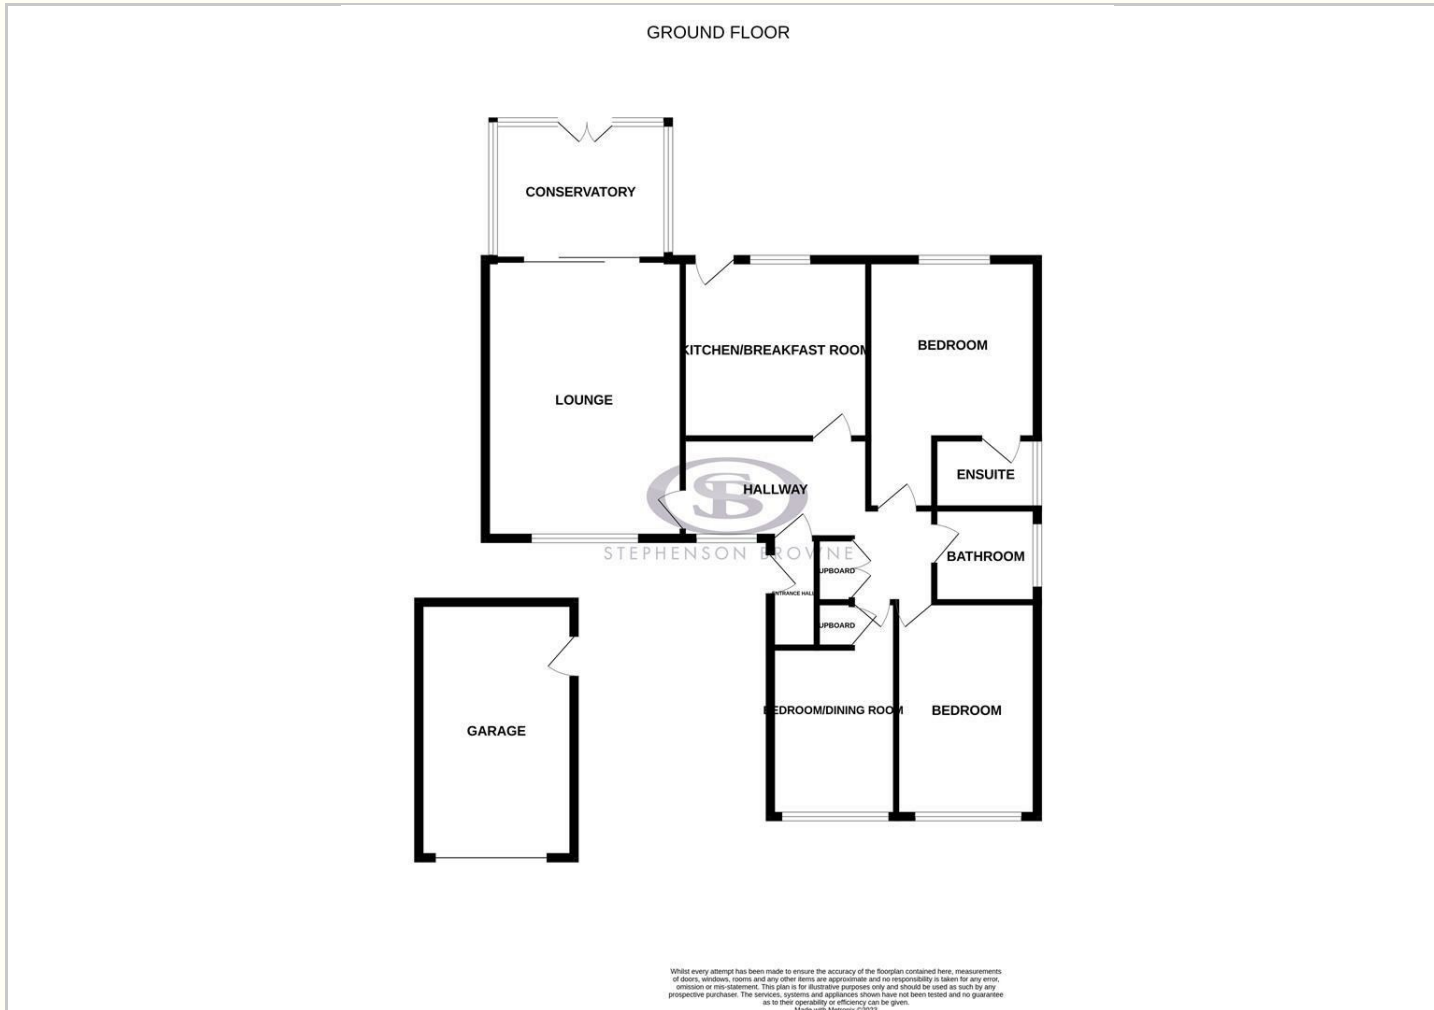 GROUND FLOOR
CONSERVATORY
KITCHEN/BREAKFAST ROOM
BEDROOM
LOUNGE
ENSUITE
HALLWAY
STEPHENSON BROWNE
BATHROOM
UPBOARD
ENTRANCE HALL
UPBOARD
BEDROOM/DINING ROOM
BEDROOM
GARAGE
Whilst every attempt has been made to ensure the accuracy of the floorplan contained here, measurements
of doors, windows, rooms and any other items are approximate and no responsibility is taken for any error,
omission or mis-statement. This plan is for illustrative purposes only and should be used as such by any
prospective purchaser. The services, systems and appliances shown have not been tested and no guarantee
as to their operability or efficiency can be given.
Made with Metropix ©2023